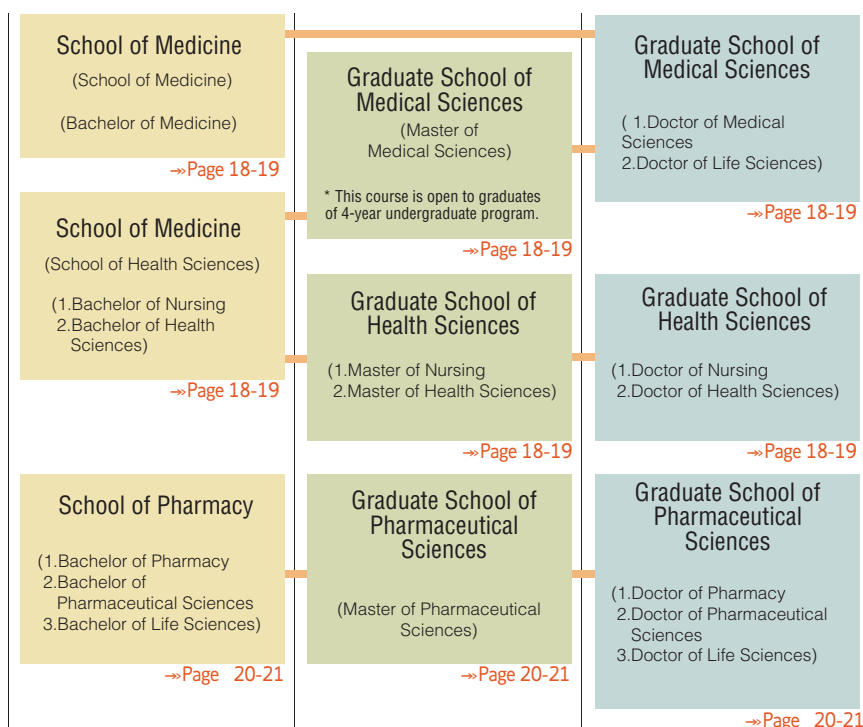 School of Medicine
(School of Medicine)
(Bachelor of Medicine)
→Page 18-19
School of Medicine
(School of Health Sciences)
(1.Bachelor of Nursing
2.Bachelor of Health
Sciences)
→Page 18-19
School of Pharmacy
(1.Bachelor of Pharmacy
2.Bachelor of
Pharmaceutical Sciences
3.Bachelor of Life Sciences)
→Page 20-21
Graduate School of
Medical Sciences
(Master of
Medical Sciences)
* This course is open to graduates
of 4-year undergraduate program.
→Page 18-19
Graduate School of
Health Sciences
(1.Master of Nursing
2.Master of Health Sciences)
→Page 18-19
Graduate School of
Pharmaceutical
Sciences
(Master of Pharmaceutical
Sciences)
→Page 20-21
Graduate School of
Medical Sciences
( 1.Doctor of Medical
Sciences
2.Doctor of Life Sciences)
→Page 18-19
Graduate School of
Health Sciences
(1.Doctor of Nursing
2.Doctor of Health Sciences)
→Page 18-19
Graduate School of
Pharmaceutical
Sciences
(1.Doctor of Pharmacy
2.Doctor of Pharmaceutical
Sciences
3.Doctor of Life Sciences)
→Page 20-21